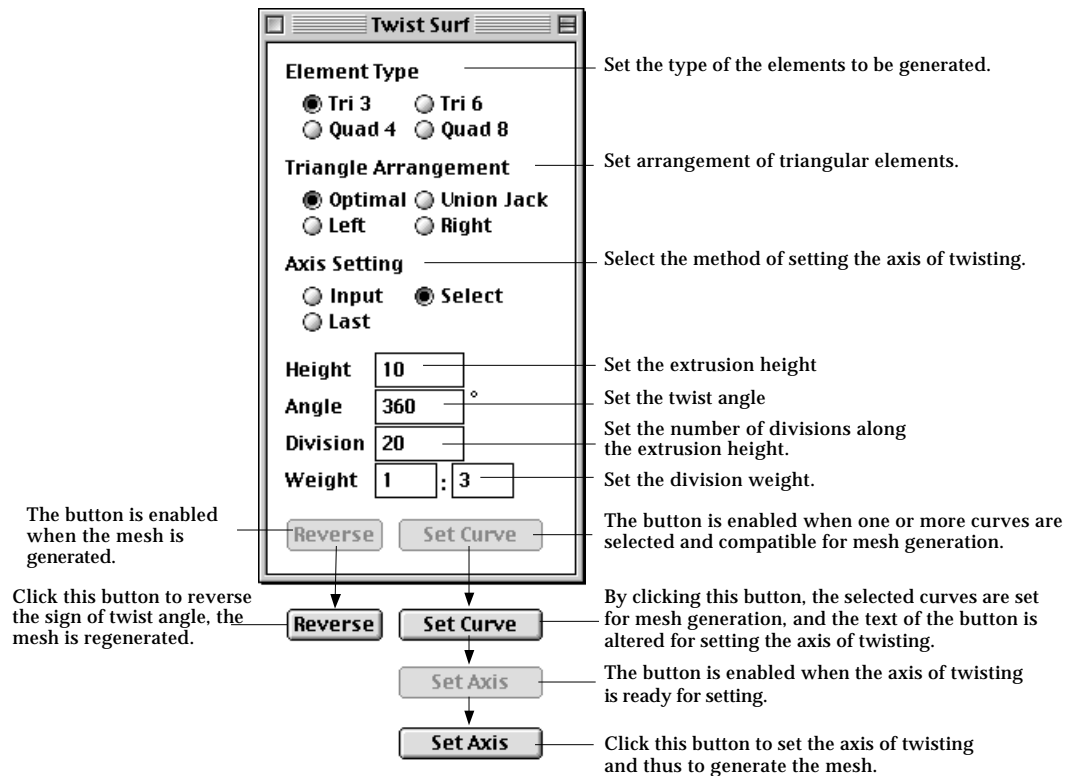 Twist Surf
Element Type
Set the type of the elements to be generated.
Tri 3
Tri 6
Quad 4
Quad 8
Triangle Arrangement
Set arrangement of triangular elements.
Optimal
Union Jack
Left
Right
Axis Setting
Select the method of setting the axis of twisting.
Input
Select
Last
Height
10
Set the extrusion height
Angle
360
°
Set the twist angle
Division
20
Set the number of divisions along
the extrusion height.
Weight
1
:
3
Set the division weight.
The button is enabled
when the mesh is
generated.
Reverse
Set Curve
The button is enabled when one or more curves are
selected and compatible for mesh generation.
Click this button to reverse
the sign of twist angle, the
mesh is regenerated.
Reverse
Set Curve
By clicking this button, the selected curves are set
for mesh generation, and the text of the button is
altered for setting the axis of twisting.
Set Axis
The button is enabled when the axis of twisting
is ready for setting.
Set Axis
Click this button to set the axis of twisting
and thus to generate the mesh.